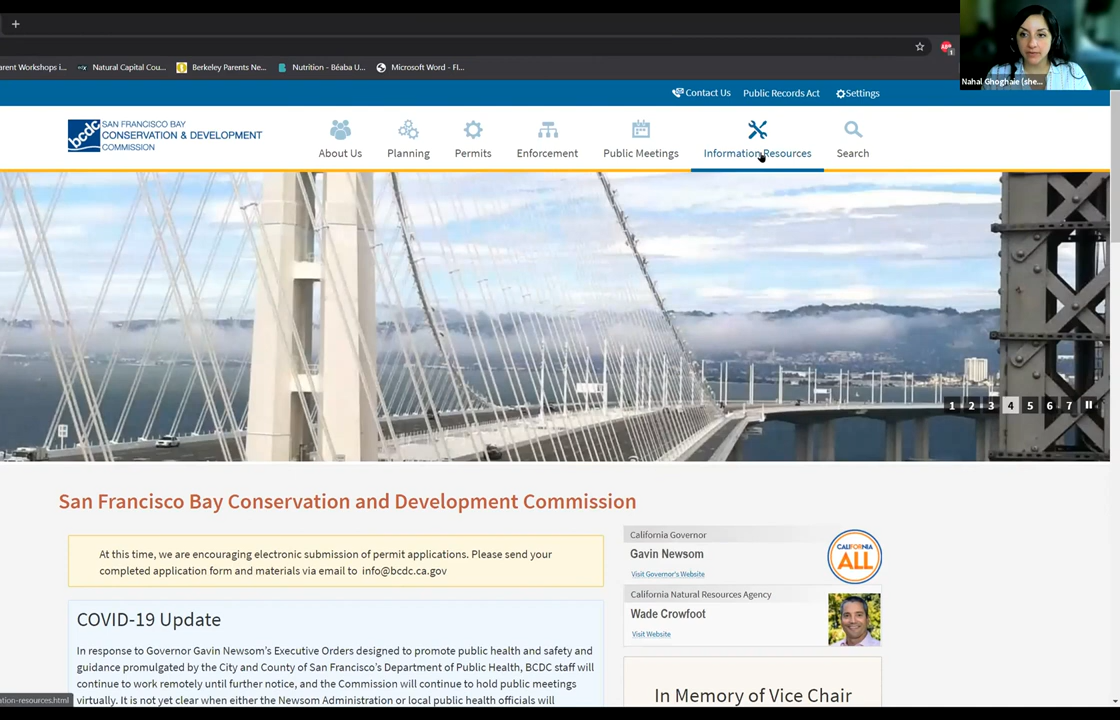 Nahal Ghoghaie (she...
arent Workshops i...
Natural Capital Cou...
Berkeley Parents Ne...
Nutrition - Béaba U...
Microsoft Word - Fl...
Contact Us
Public Records Act
Settings
bcdc
SAN FRANCISCO BAY
CONSERVATION & DEVELOPMENT
COMMISSION
About Us
Planning
Permits
Enforcement
Public Meetings
Information Resources
Search
1 2 3 4 5 6 7
San Francisco Bay Conservation and Development Commission
At this time, we are encouraging electronic submission of permit applications. Please send your
completed application form and materials via email to info@bcdc.ca.gov
COVID-19 Update
In response to Governor Gavin Newsom's Executive Orders designed to promote public health and safety and
guidance promulgated by the City and County of San Francisco's Department of Public Health, BCDC staff will
continue to work remotely until further notice, and the Commission will continue to hold public meetings
virtually. It is not yet clear when either the Newsom Administration or local public health officials will
California Governor
Gavin Newsom
Visit Governor's Website
CALIFORNIA
ALL
California Natural Resources Agency
Wade Crowfoot
Visit Website
In Memory of Vice Chair
ation-resources.html